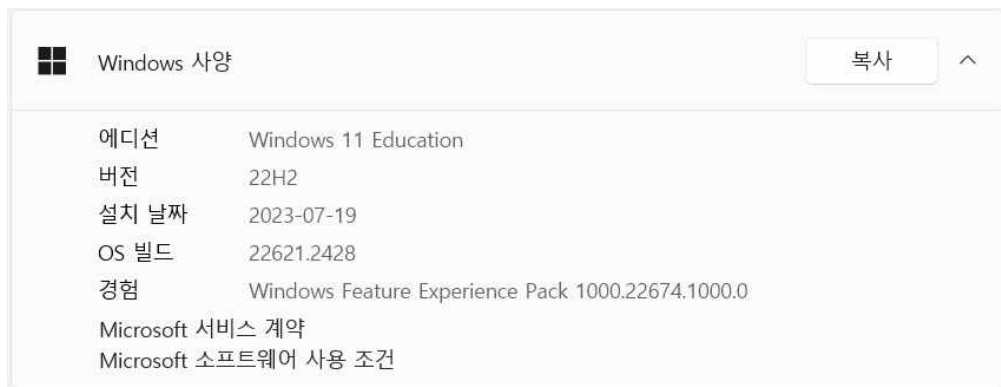 Windows 사양
복사
에디션 Windows 11 Education
버전 22H2
설치 날짜 2023-07-19
OS 빌드 22621.2428
경험 Windows Feature Experience Pack 1000.22674.1000.0
Microsoft 서비스 계약
Microsoft 소프트웨어 사용 조건